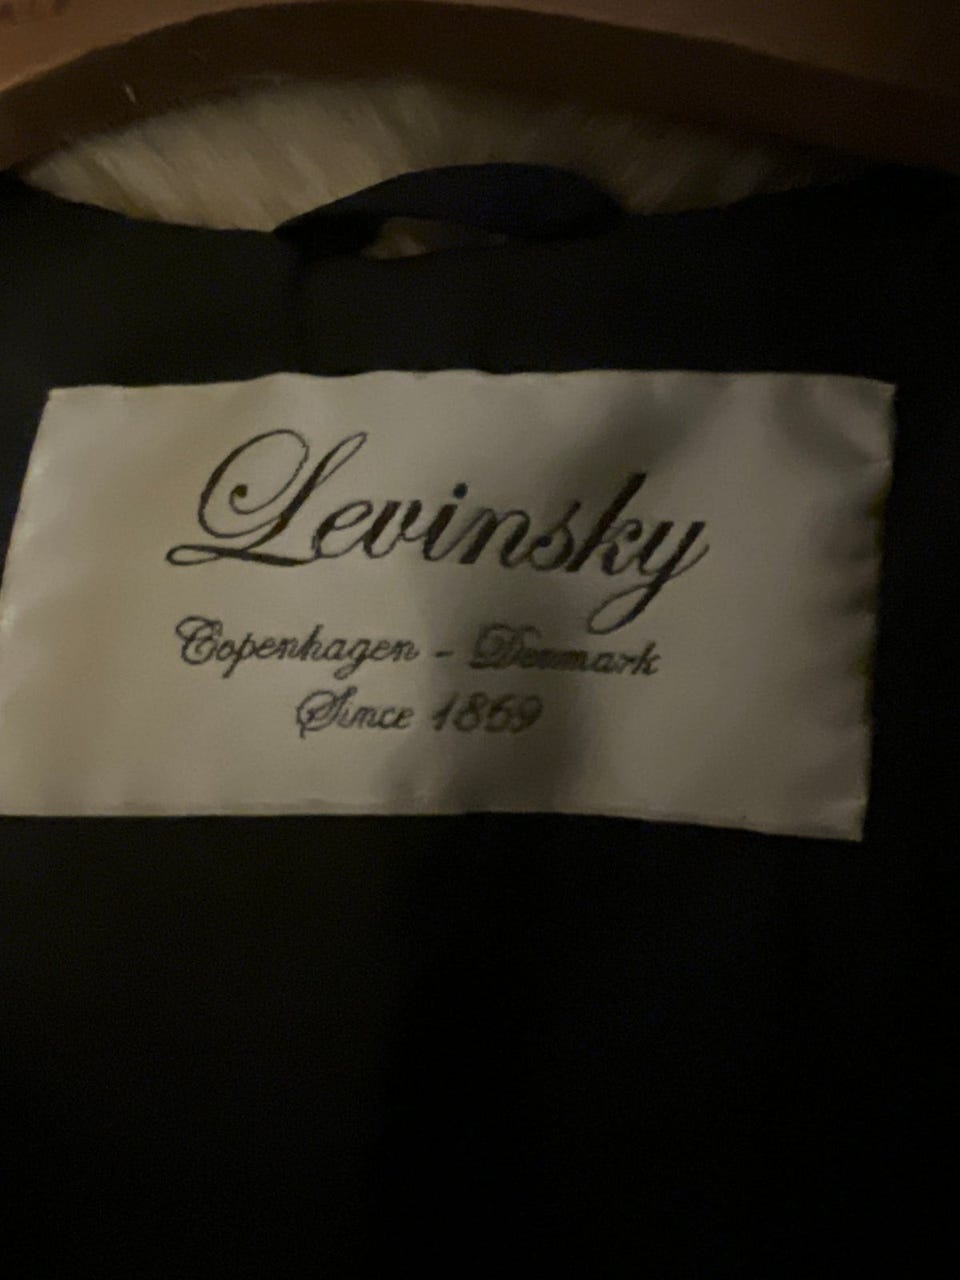 Levinsky
Copenhagen - Denmark
Since 1869